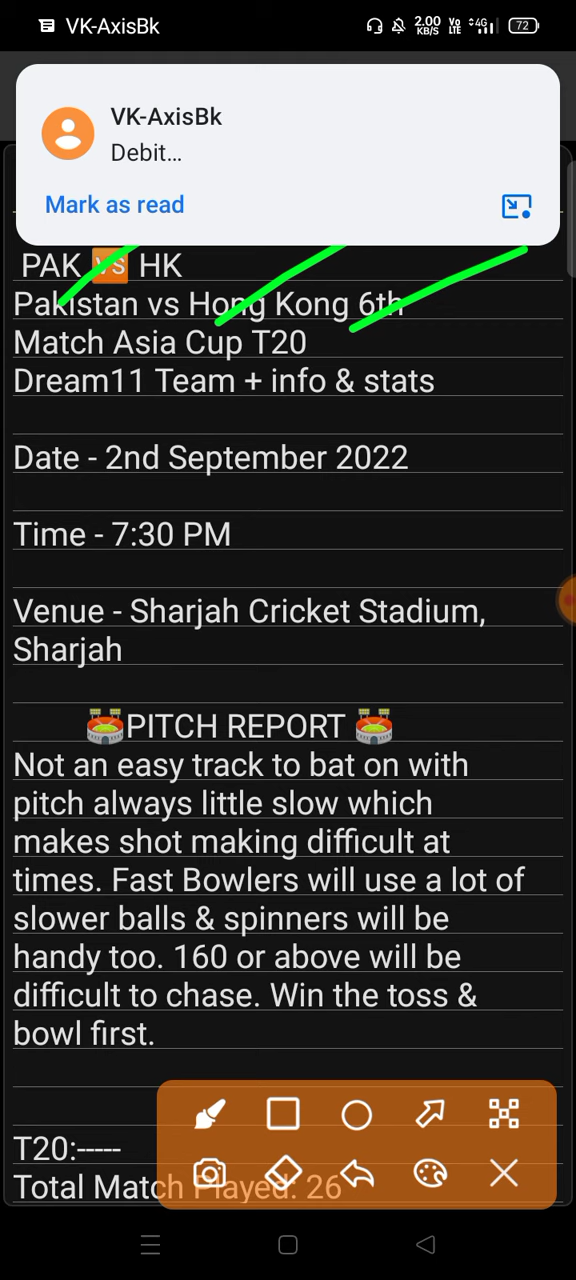 VK-AxisBk
2.00
KB/S
Vo
LTE
4G
72
VK-AxisBk
Debit...
Mark as read
PAK 🆚 HK
Pakistan vs Hong Kong 6th
Match Asia Cup T20
Dream11 Team + info & stats
Date - 2nd September 2022
Time - 7:30 PM
Venue - Sharjah Cricket Stadium,
Sharjah
🏟️PITCH REPORT 🏟️
Not an easy track to bat on with
pitch always little slow which
makes shot making difficult at
times. Fast Bowlers will use a lot of
slower balls & spinners will be
handy too. 160 or above will be
difficult to chase. Win the toss &
bowl first.
T20:-----
Total Match Played: 26